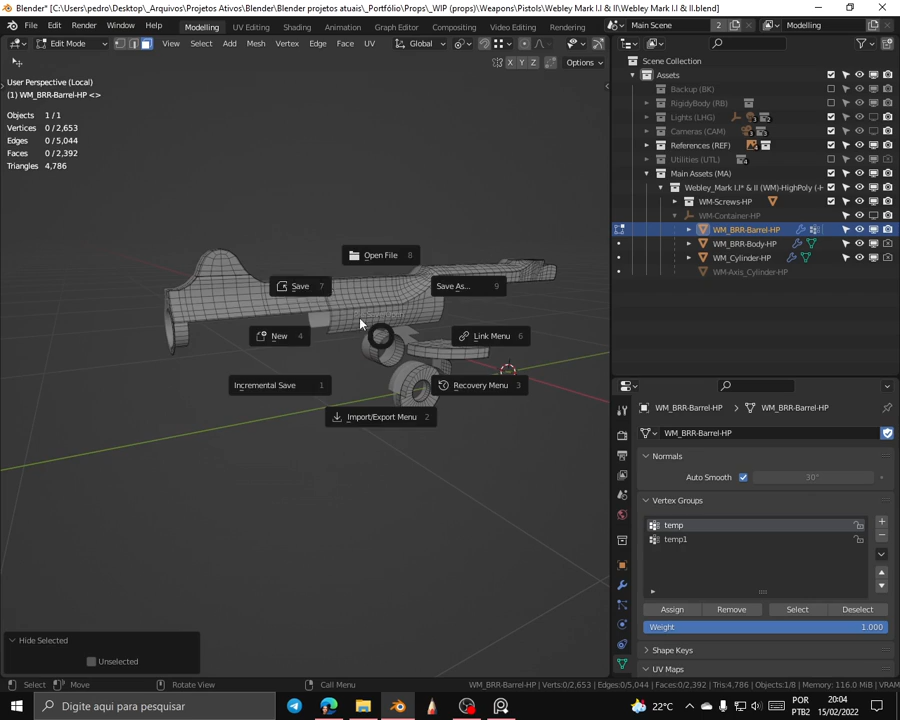 Blender* [C:\Users\pedro\Desktop\_Arquivos\Projetos Ativos\Blender\Blender projetos atuais\_Portfólio\Props\_WIP (props)\Weapons\Pistols\Webley Mark I.I & II\Webley Mark I.I & II.blend]
File Edit Render Window Help
Modelling UV Editing Shading Animation Graph Editor Compositing Texture Paint Video Editing Rendering
Main Scene 2
Modelling
Edit Mode View Select Add Mesh Vertex Edge Face UV Global
X Y Z Options
User Perspective (Local)
(1) WM_BRR-Barrel-HP <>
Objects 1/1
Vertices 0/2,653
Edges 0/5,044
Faces 0/2,392
Triangles 4,786
Open File 8
Save 7
Save As... 9
New 4
Link Menu 6
Incremental Save 1
Recovery Menu 3
Import/Export Menu 2
Hide Selected
Unselected
Scene Collection
Assets
Backup (BK)
RigidyBody (RB)
Lights (LHG)
Cameras (CAM)
References (REF)
Utilities (UTL)
Main Assets (MA)
Webley_Mark I.I* & II (WM)-HighPoly (-H
WM-Screws-HP
WM-Container-HP
WM_BRR-Barrel-HP
WM_BRR-Body-HP
WM_Cylinder-HP
WM-Axis_Cylinder-HP
WM_BRR-Barrel-HP > WM_BRR-Barrel-HP
WM_BRR-Barrel-HP
Normals
Auto Smooth 30°
Vertex Groups
temp
temp1
Assign Remove Select Deselect
Weight 1.000
Shape Keys
UV Maps
Select Move Rotate View Call Menu
WM_BRR-Barrel-HP | Verts:0/2,653 | Edges:0/5,044 | Faces:0/2,392 | Tris:4,786 | Objects:1/8 | Memory: 116.0 MiB | VRAM
Digite aqui para pesquisar
22°C
POR
PTB2
20:04
15/02/2022